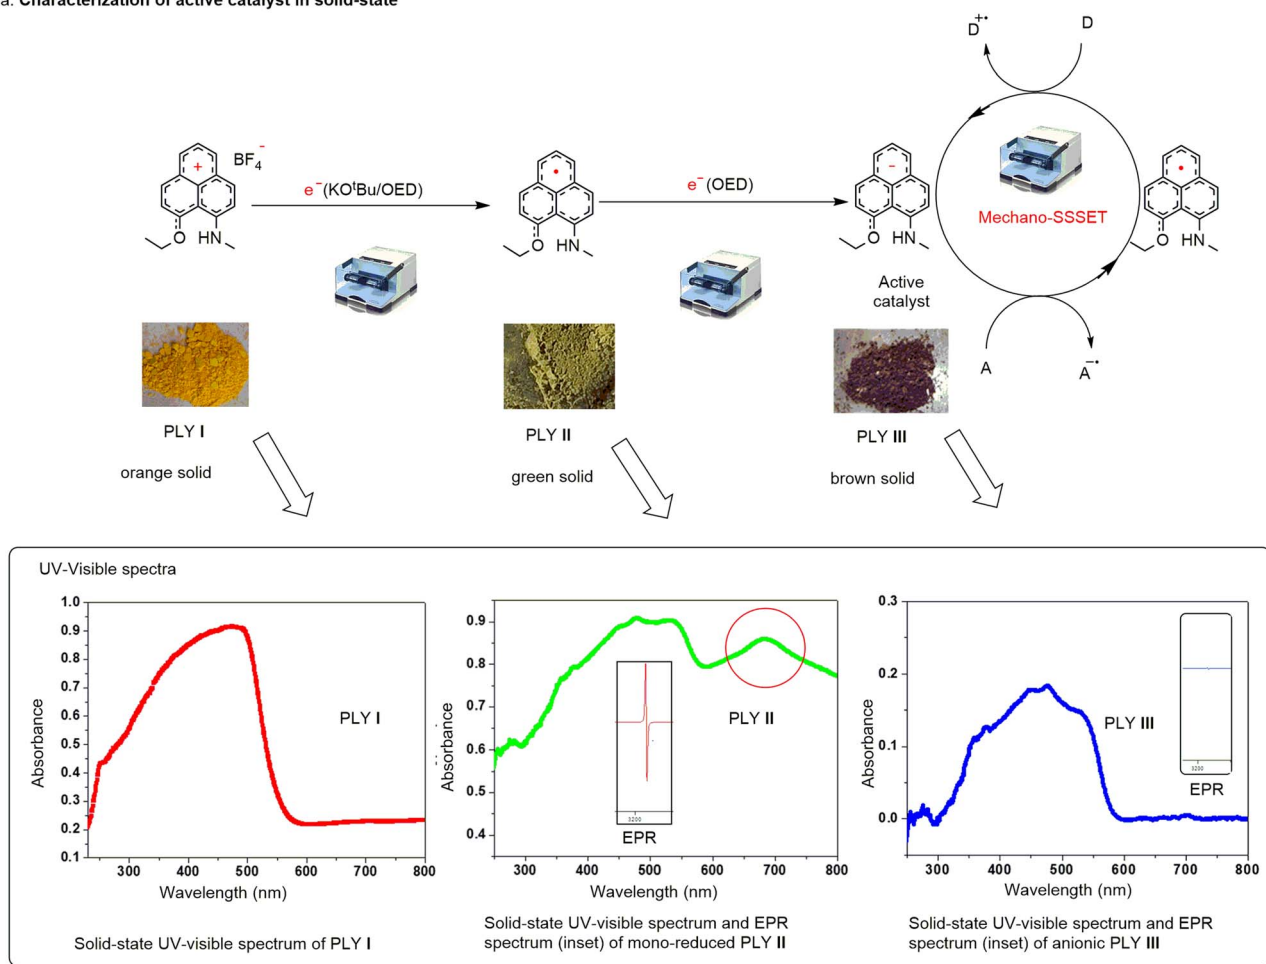 a. Characterization of active catalyst in solid-state
D+•
D
BF4-
+
e-(KOtBu/OED)
•
e-(OED)
-
Mechano-SSSET
•
O HN
O HN
O HN
O HN
Active
catalyst
A
A-•
PLY I
PLY II
PLY III
orange solid
green solid
brown solid
UV-Visible spectra
1.0
0.9
0.8
0.7
0.6
0.5
0.4
0.3
0.2
0.1
Absorbance
PLY I
300 400 500 600 700 800
Wavelength (nm)
Solid-state UV-visible spectrum of PLY I
0.9
0.8
0.7
0.6
0.5
0.4
Absorbance
PLY II
3200
EPR
300 400 500 600 700 800
Wavelength (nm)
Solid-state UV-visible spectrum and EPR
spectrum (inset) of mono-reduced PLY II
0.3
0.2
0.1
0.0
Absorbance
PLY III
3200
EPR
300 400 500 600 700 800
Wavelength (nm)
Solid-state UV-visible spectrum and EPR
spectrum (inset) of anionic PLY III